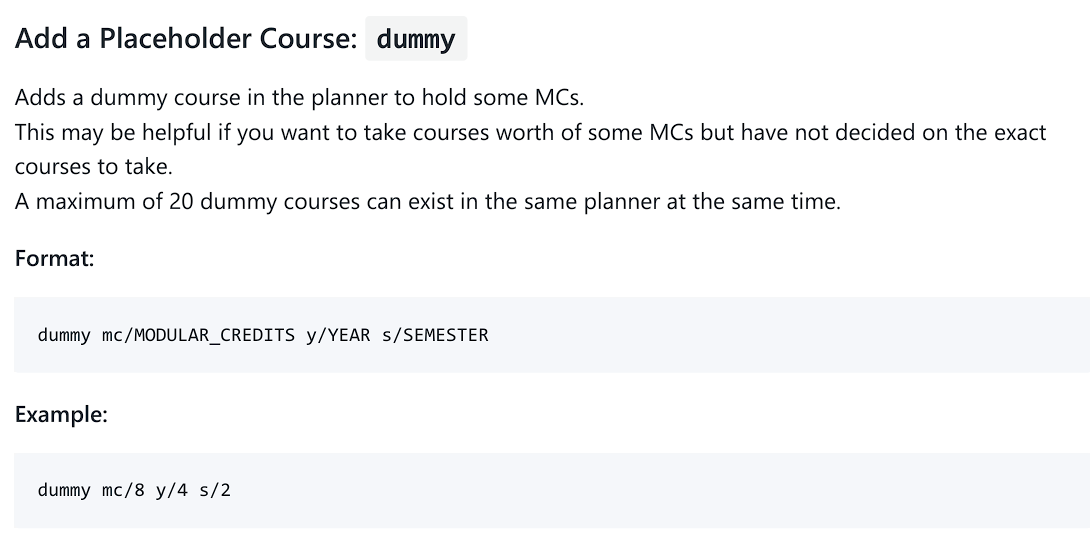 Add a Placeholder Course: dummy
Adds a dummy course in the planner to hold some MCs.
This may be helpful if you want to take courses worth of some MCs but have not decided on the exact
courses to take.
A maximum of 20 dummy courses can exist in the same planner at the same time.
Format:
dummy mc/MODULAR_CREDITS y/YEAR s/SEMESTER
Example:
dummy mc/8 y/4 s/2